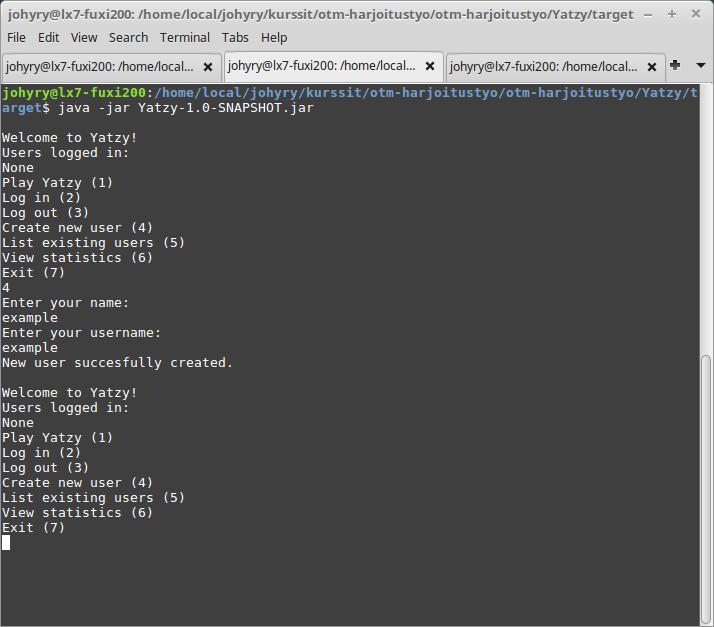 johyry@lx7-fuxi200: /home/local/johyry/kurssit/otm-harjoitustyo/otm-harjoitustyo/Yatzy/target
File Edit View Search Terminal Tabs Help
johyry@lx7-fuxi200: /home/local... johyry@lx7-fuxi200: /home/local... johyry@lx7-fuxi200: /home/local...
johyry@lx7-fuxi200:/home/local/johyry/kurssit/otm-harjoitustyo/otm-harjoitustyo/Yatzy/t
arget$ java -jar Yatzy-1.0-SNAPSHOT.jar
Welcome to Yatzy!
Users logged in:
None
Play Yatzy (1)
Log in (2)
Log out (3)
Create new user (4)
List existing users (5)
View statistics (6)
Exit (7)
4
Enter your name:
example
Enter your username:
example
New user succesfully created.
Welcome to Yatzy!
Users logged in:
None
Play Yatzy (1)
Log in (2)
Log out (3)
Create new user (4)
List existing users (5)
View statistics (6)
Exit (7)